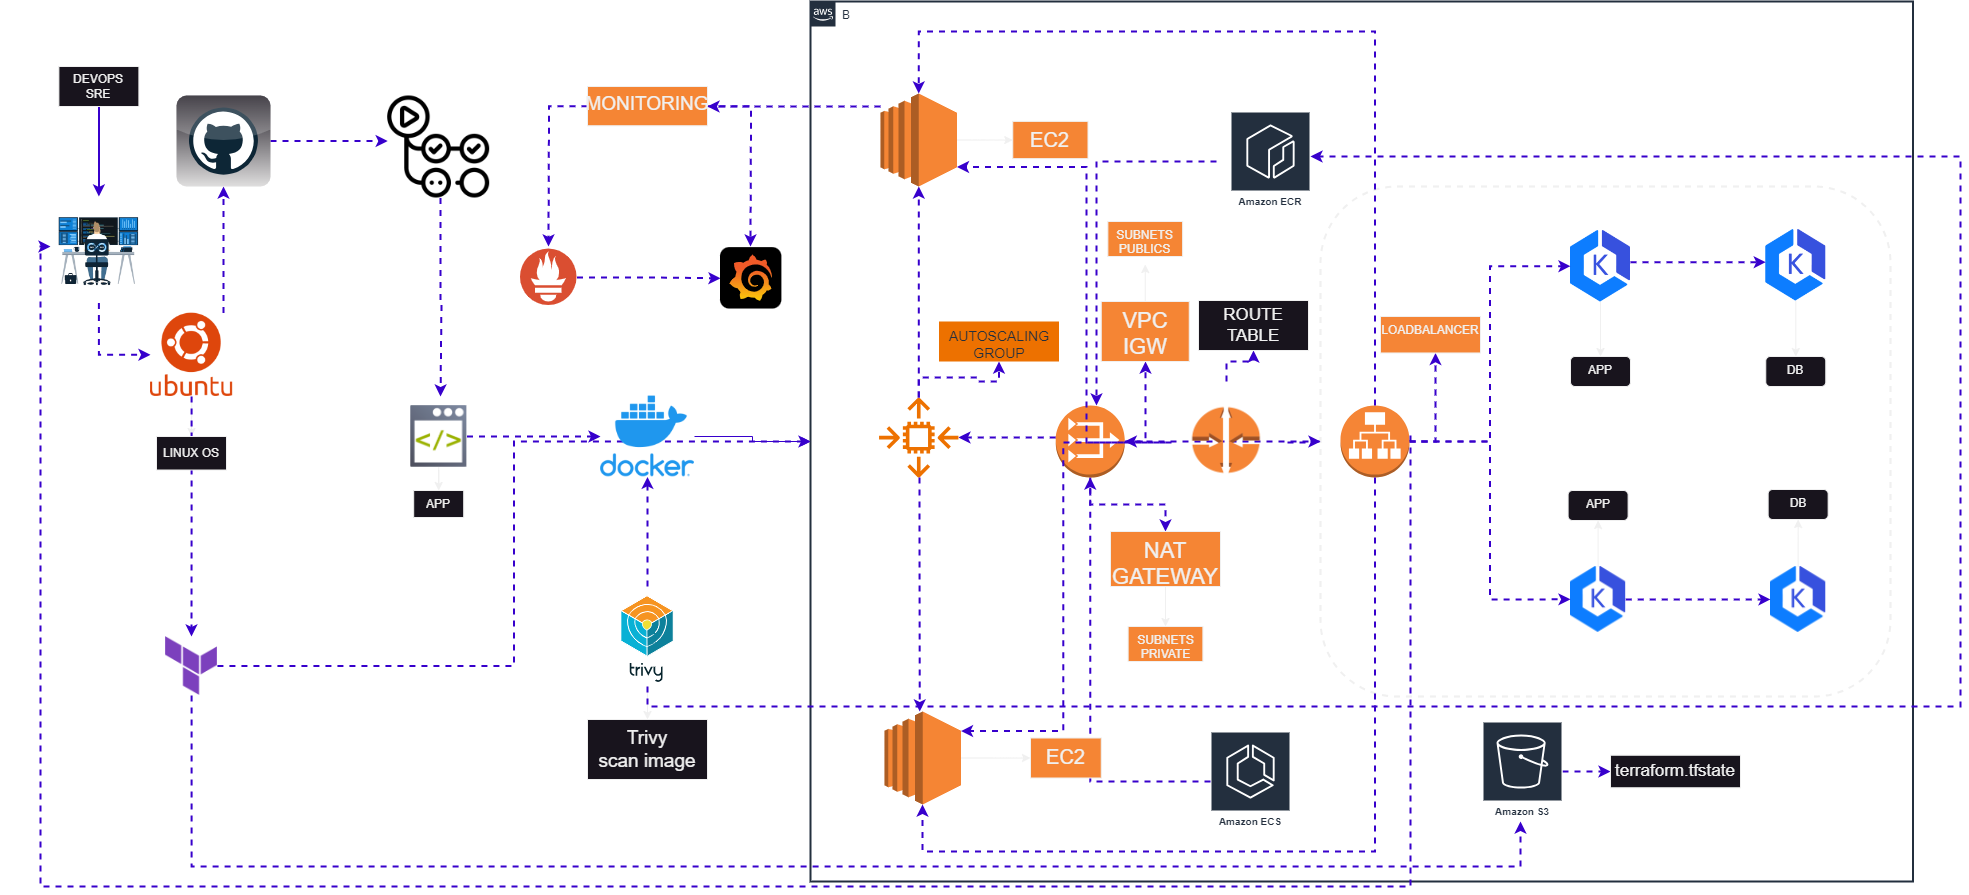 aws
B
DEVOPS
SRE
MONITORING
EC2
Amazon ECR
SUBNETS
PUBLICS
VPC
IGW
ROUTE
TABLE
AUTOSCALING
GROUP
LOADBALANCER
K
K
APP
DB
ubuntu
LINUX OS
</>
APP
docker
NAT
GATEWAY
SUBNETS
PRIVATE
APP
DB
K
K
trivy
Trivy
scan image
EC2
Amazon ECS
Amazon S3
terraform.tfstate